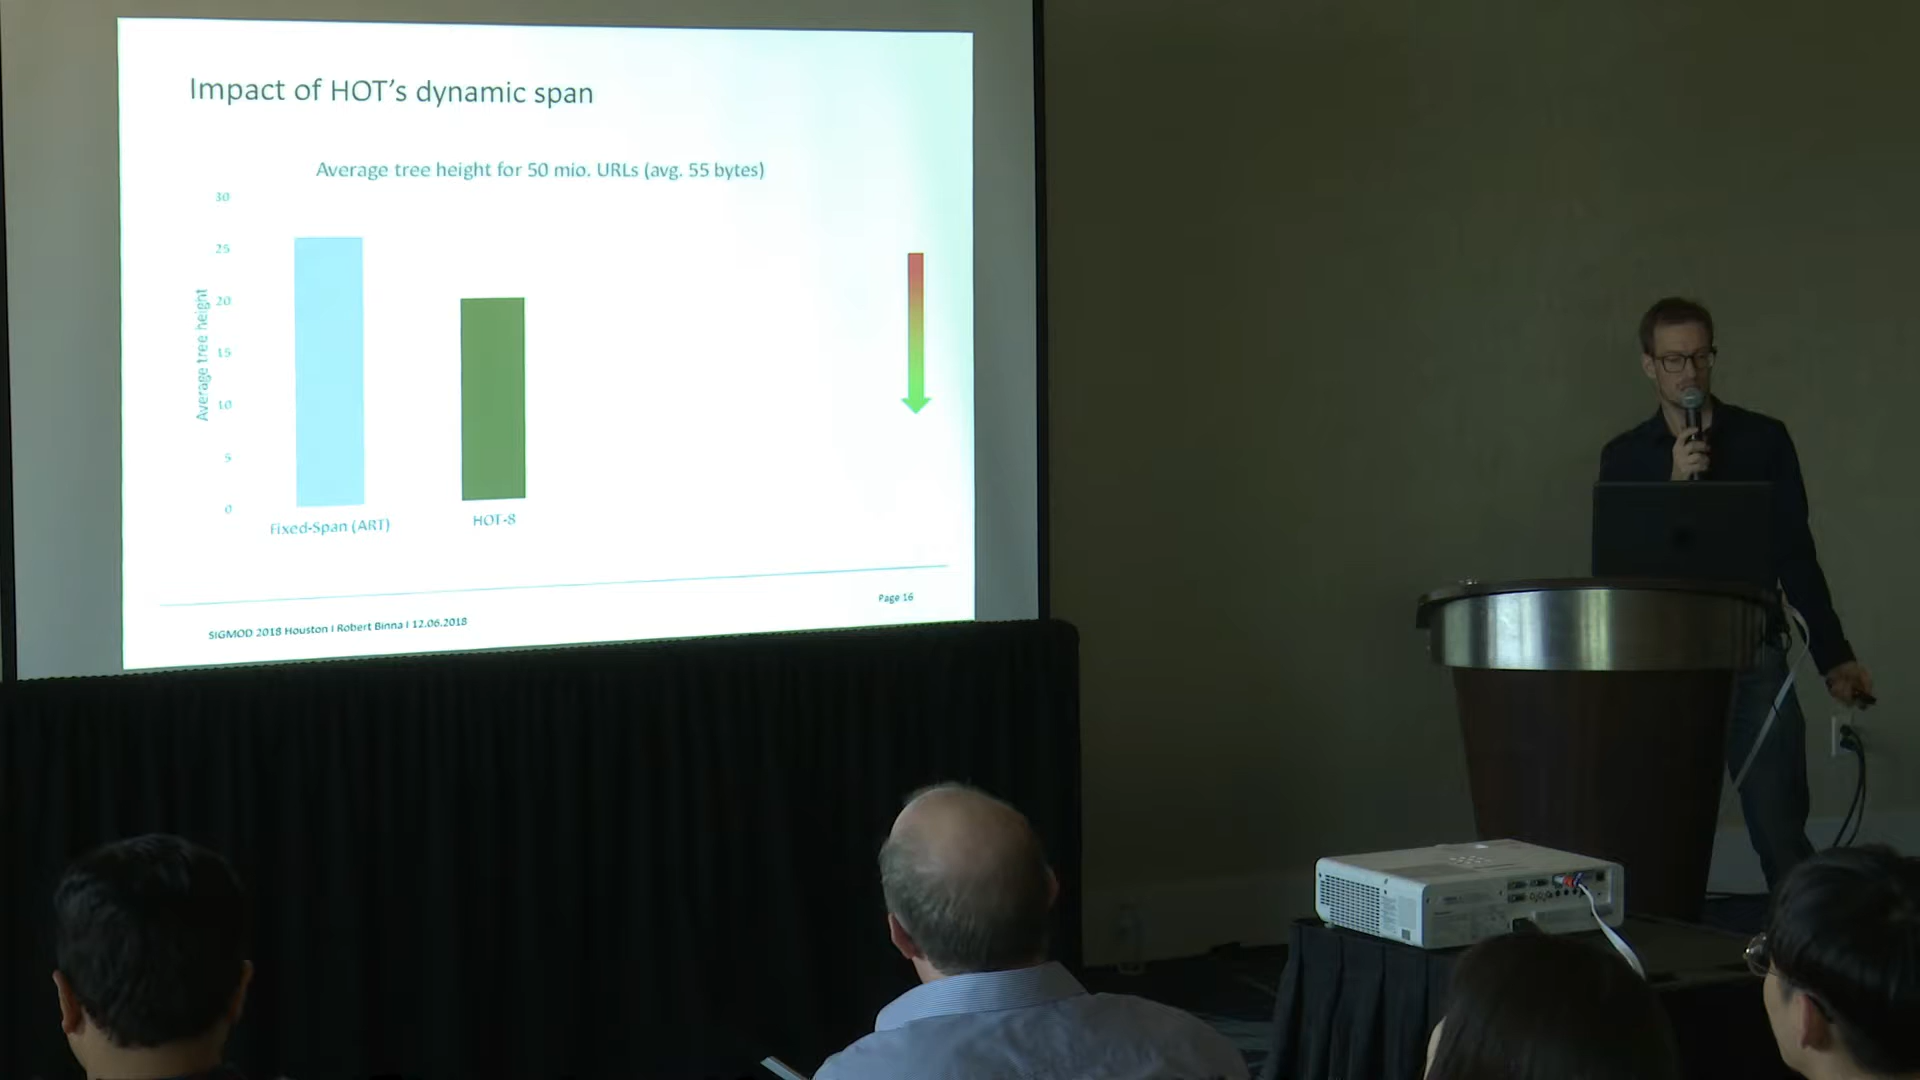 Impact of HOT's dynamic span
Average tree height for 50 mio. URLs (avg. 55 bytes)
30
25
20
15
10
5
0
Average tree height
Fixed-Span (ART)
HOT-8
Page 16
SIGMOD 2018 Houston I Robert Binna I 12.06.2018